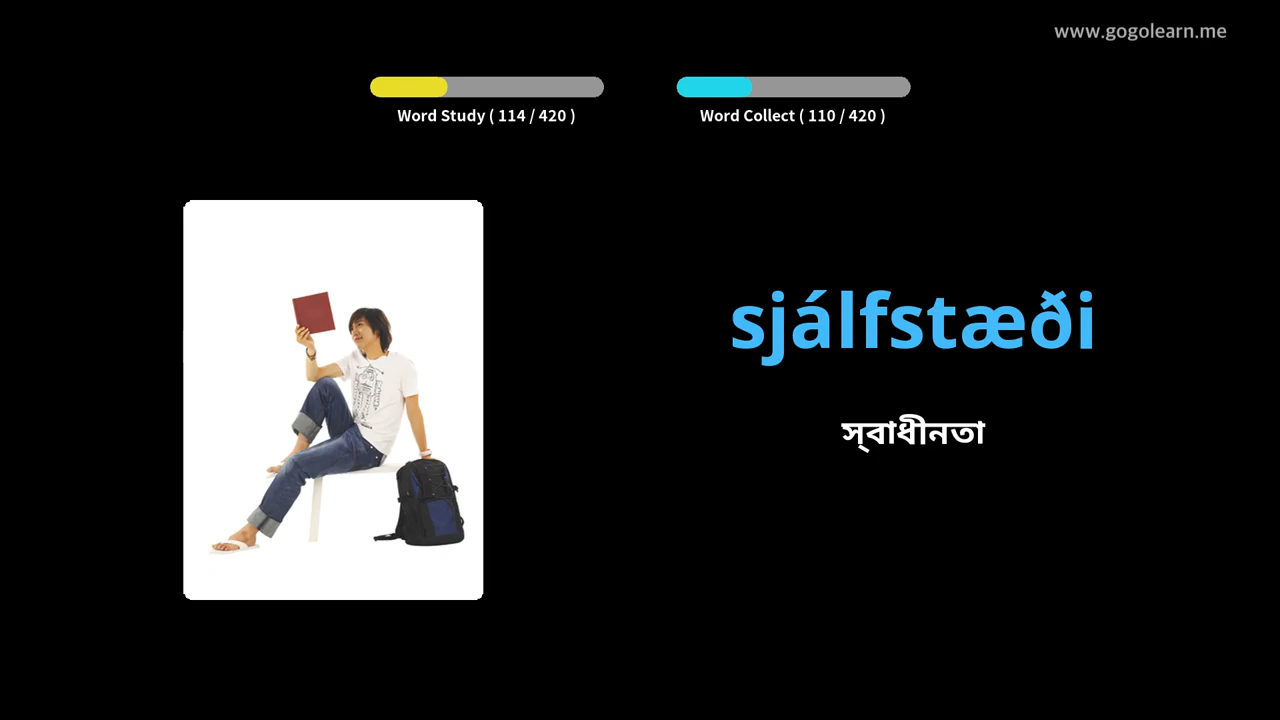 www.gogolearn.me
Word Study ( 114 / 420 )
Word Collect ( 110 / 420 )
sjálfstæði
স্বাধীনতা